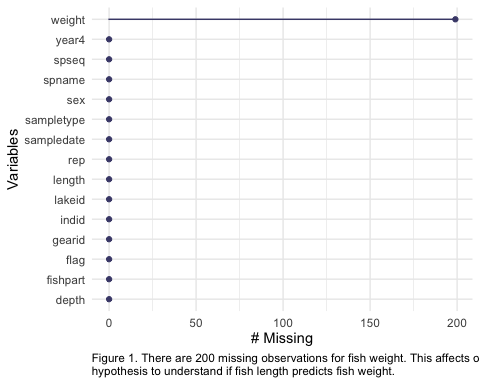 weight
year4
spseq
spname
sex
sampletype
sampledate
rep
length
lakeid
indid
gearid
flag
fishpart
depth
Variables
0 50 100 150 200
# Missing
Figure 1. There are 200 missing observations for fish weight. This affects o
hypothesis to understand if fish length predicts fish weight.